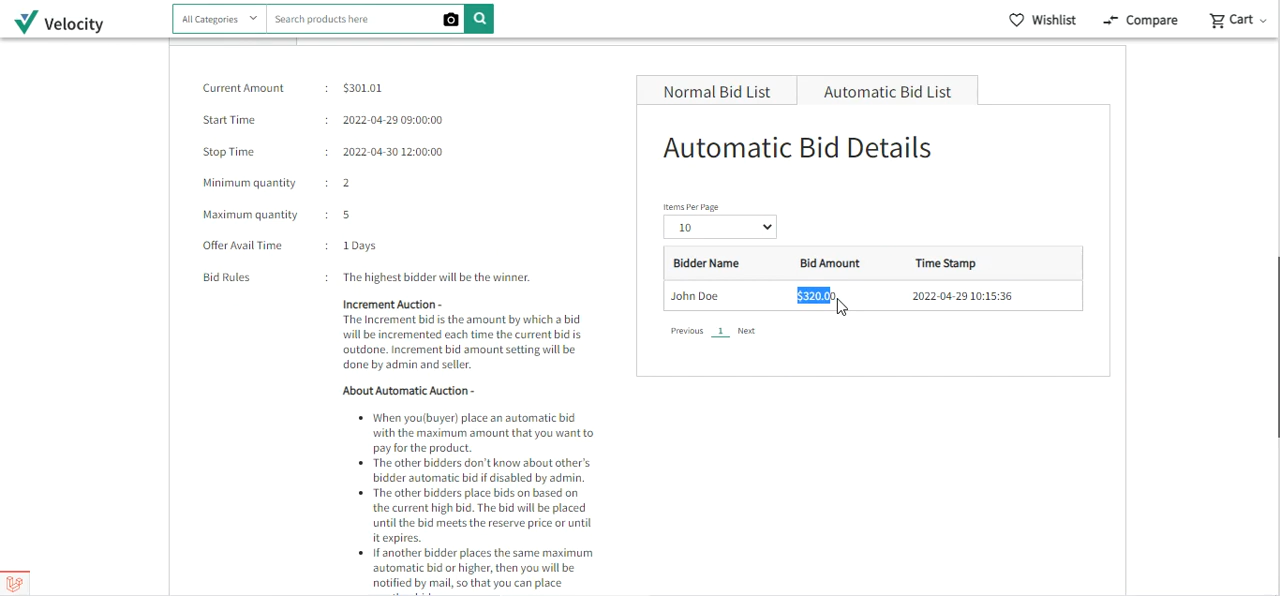 Velocity
All Categories
Search products here
Wishlist
Compare
Cart
Current Amount : $301.01
Start Time : 2022-04-29 09:00:00
Stop Time : 2022-04-30 12:00:00
Minimum quantity : 2
Maximum quantity : 5
Offer Avail Time : 1 Days
Bid Rules : The highest bidder will be the winner.
Increment Auction -
The Increment bid is the amount by which a bid
will be incremented each time the current bid is
outdone. Increment bid amount setting will be
done by admin and seller.
About Automatic Auction -
• When you(buyer) place an automatic bid
with the maximum amount that you want to
pay for the product.
• The other bidders don't know about other's
bidder automatic bid if disabled by admin.
• The other bidders place bids on based on
the current high bid. The bid will be placed
until the bid meets the reserve price or until
it expires.
• If another bidder places the same maximum
automatic bid or higher, then you will be
notified by mail, so that you can place
Normal Bid List
Automatic Bid List
Automatic Bid Details
Items Per Page
10
Bidder Name Bid Amount Time Stamp
John Doe $320.00 2022-04-29 10:15:36
Previous 1 Next